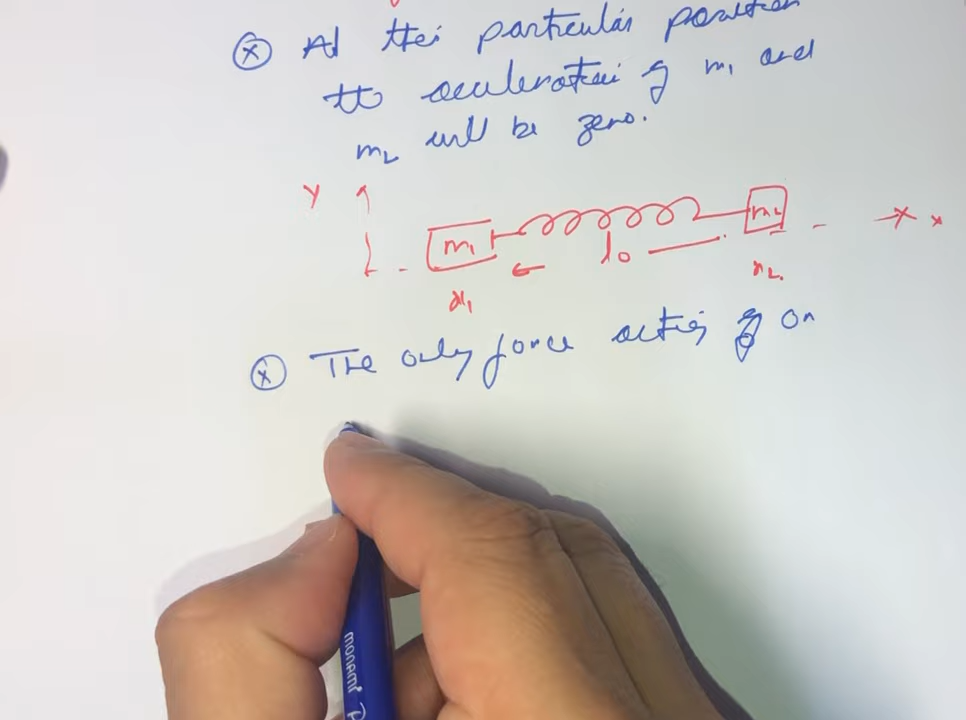 At this particular position
the acceleration of m₁ and
m₂ will be zero.
y
m₁ l₀ m₂ x
x₁ x₂
The only force acting on
MONAMI P